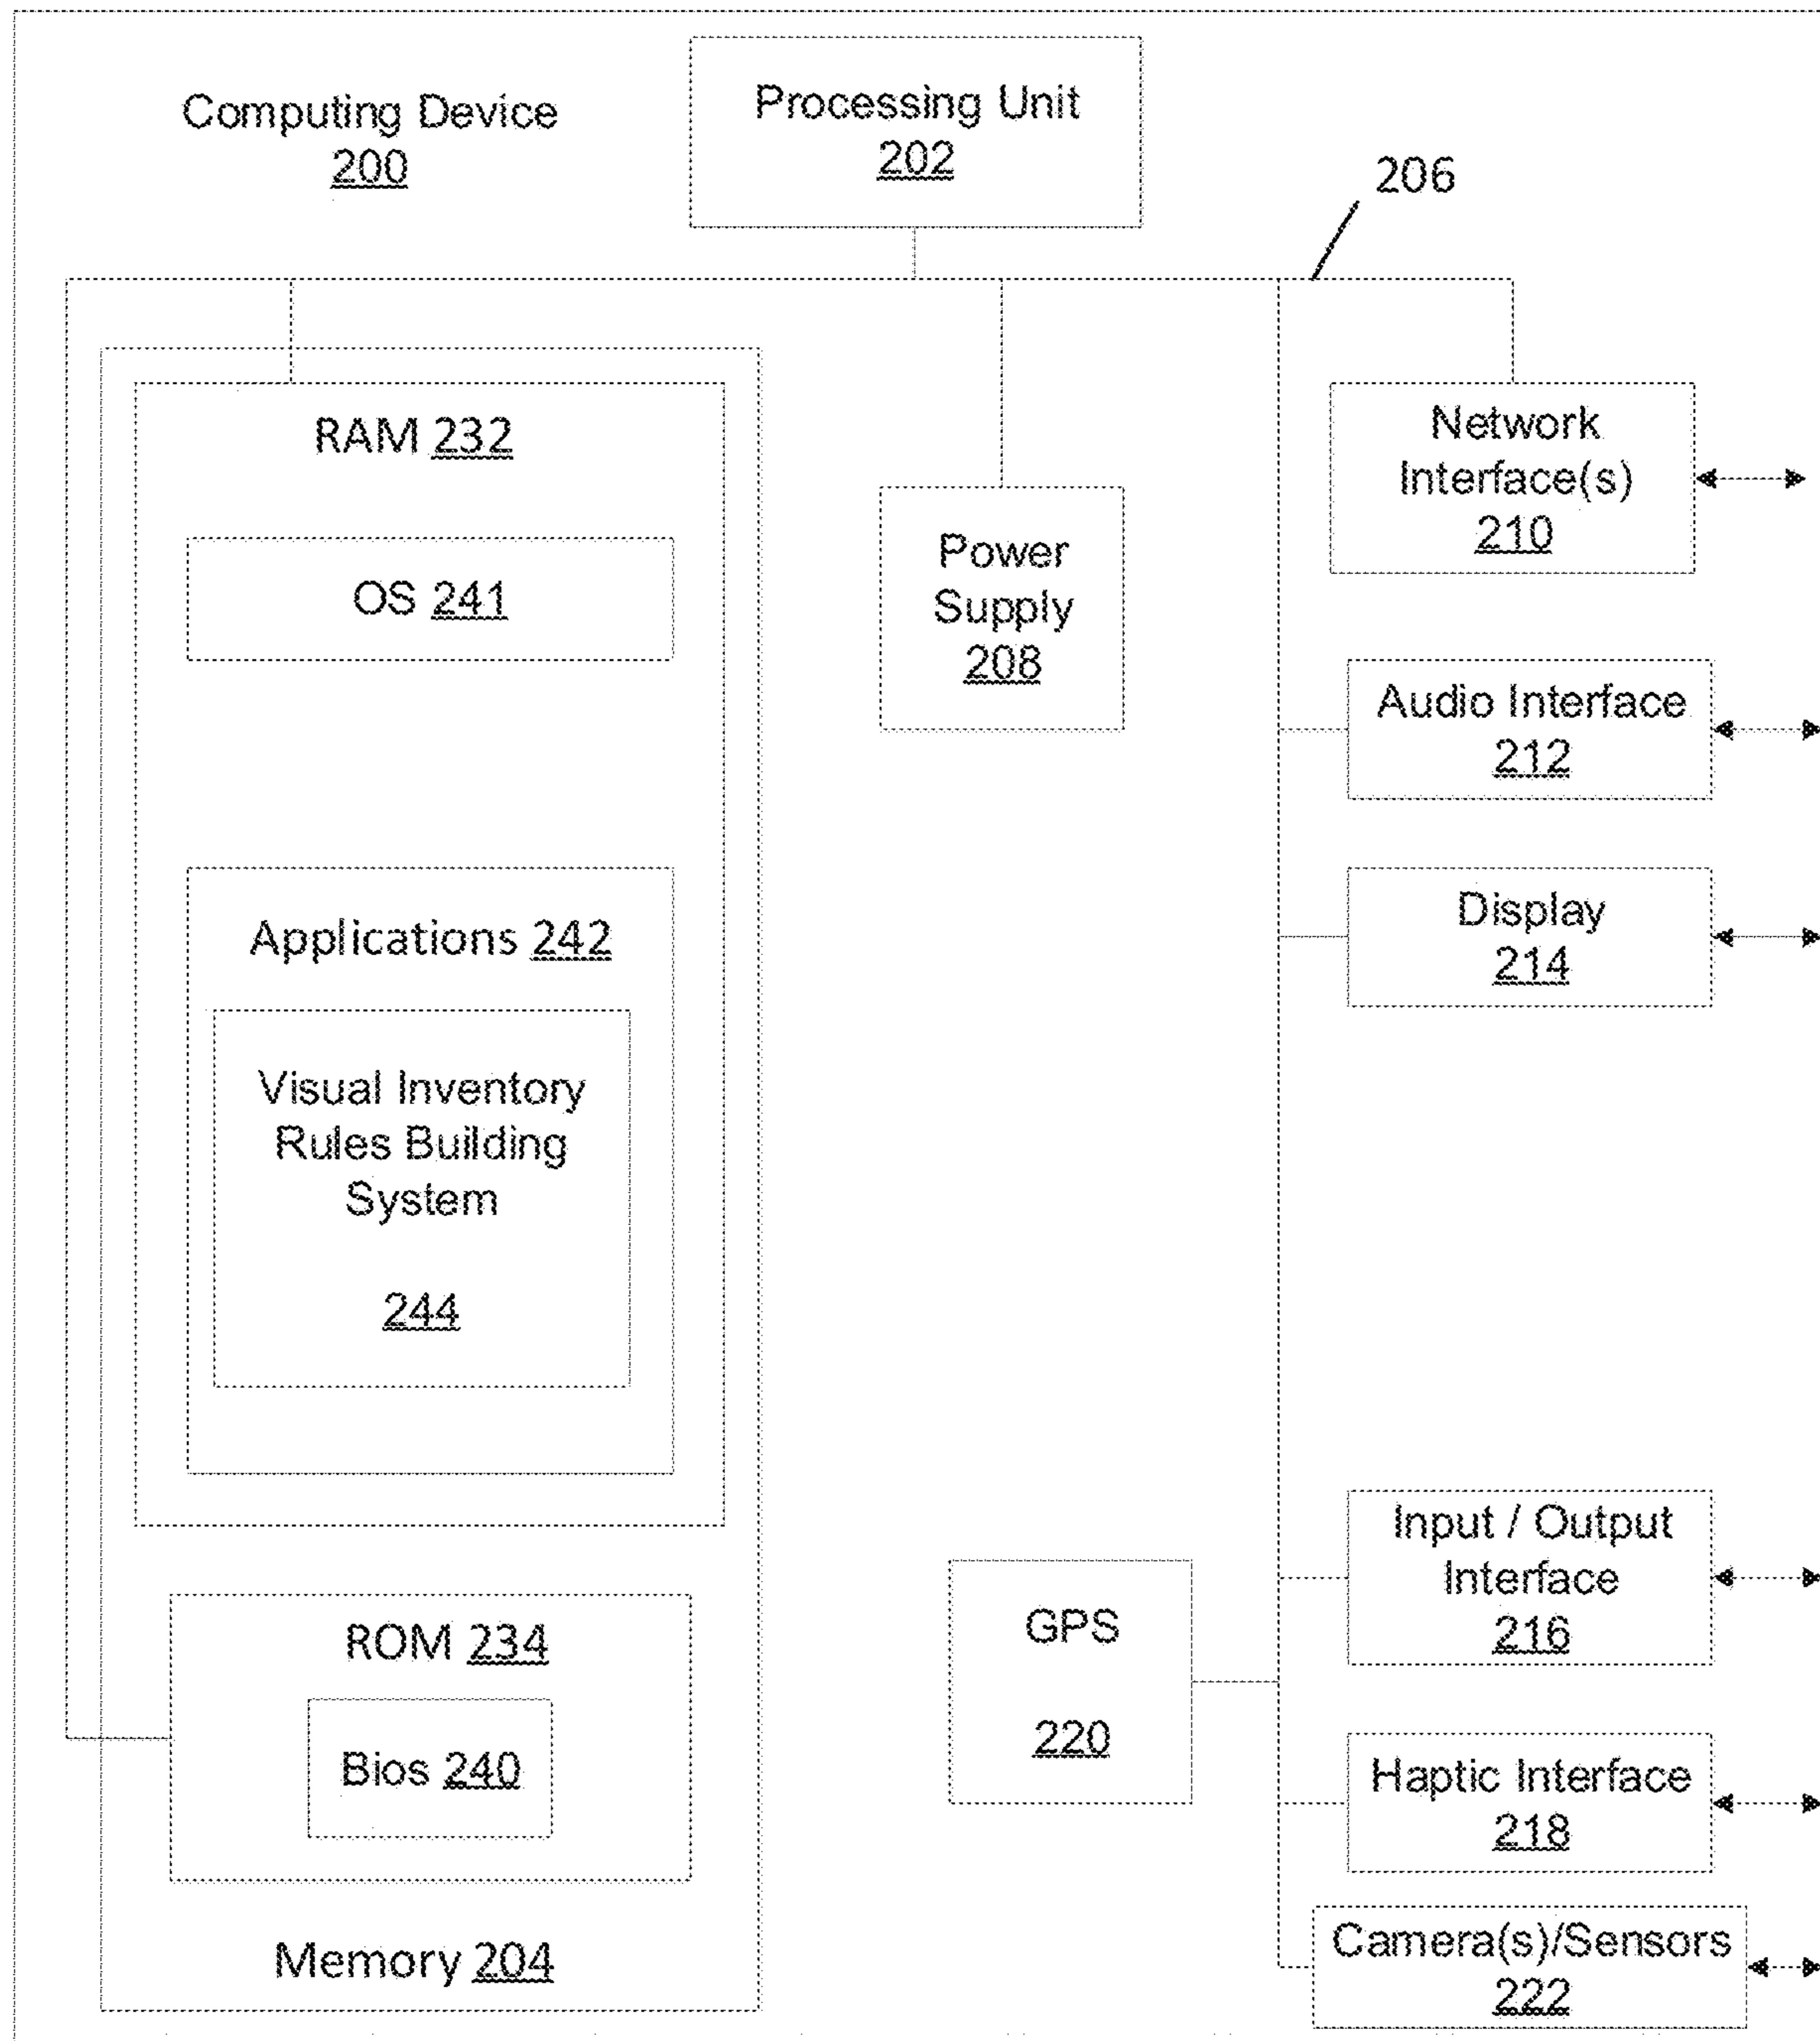 Computing Device
200
Processing Unit
202
206
RAM 232
OS 241
Applications 242
Visual Inventory
Rules Building
System
244
ROM 234
Bios 240
Memory 204
Power
Supply
208
GPS
220
Network
Interface(s)
210
Audio Interface
212
Display
214
Input / Output
Interface
216
Haptic Interface
218
Camera(s)/Sensors
222